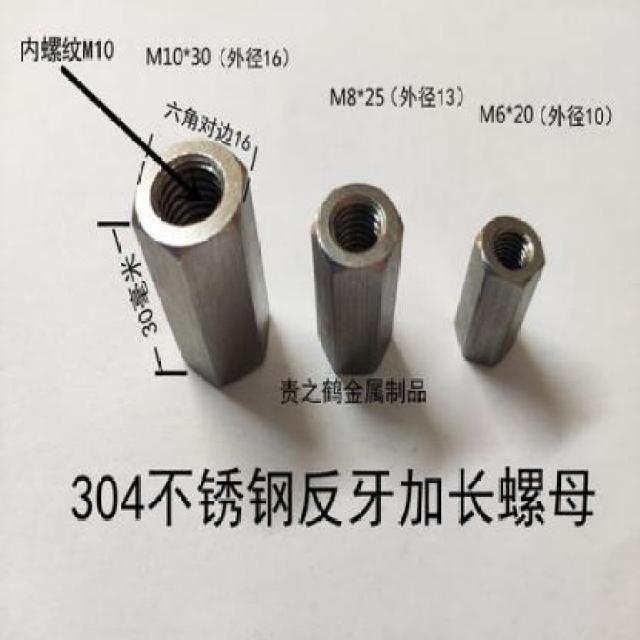 内螺纹M10
M10*30（外径16）
M8*25（外径13）
M6*20（外径10）
六角对边16
30毫米
责之鹤金属制品
304不锈钢反牙加长螺母